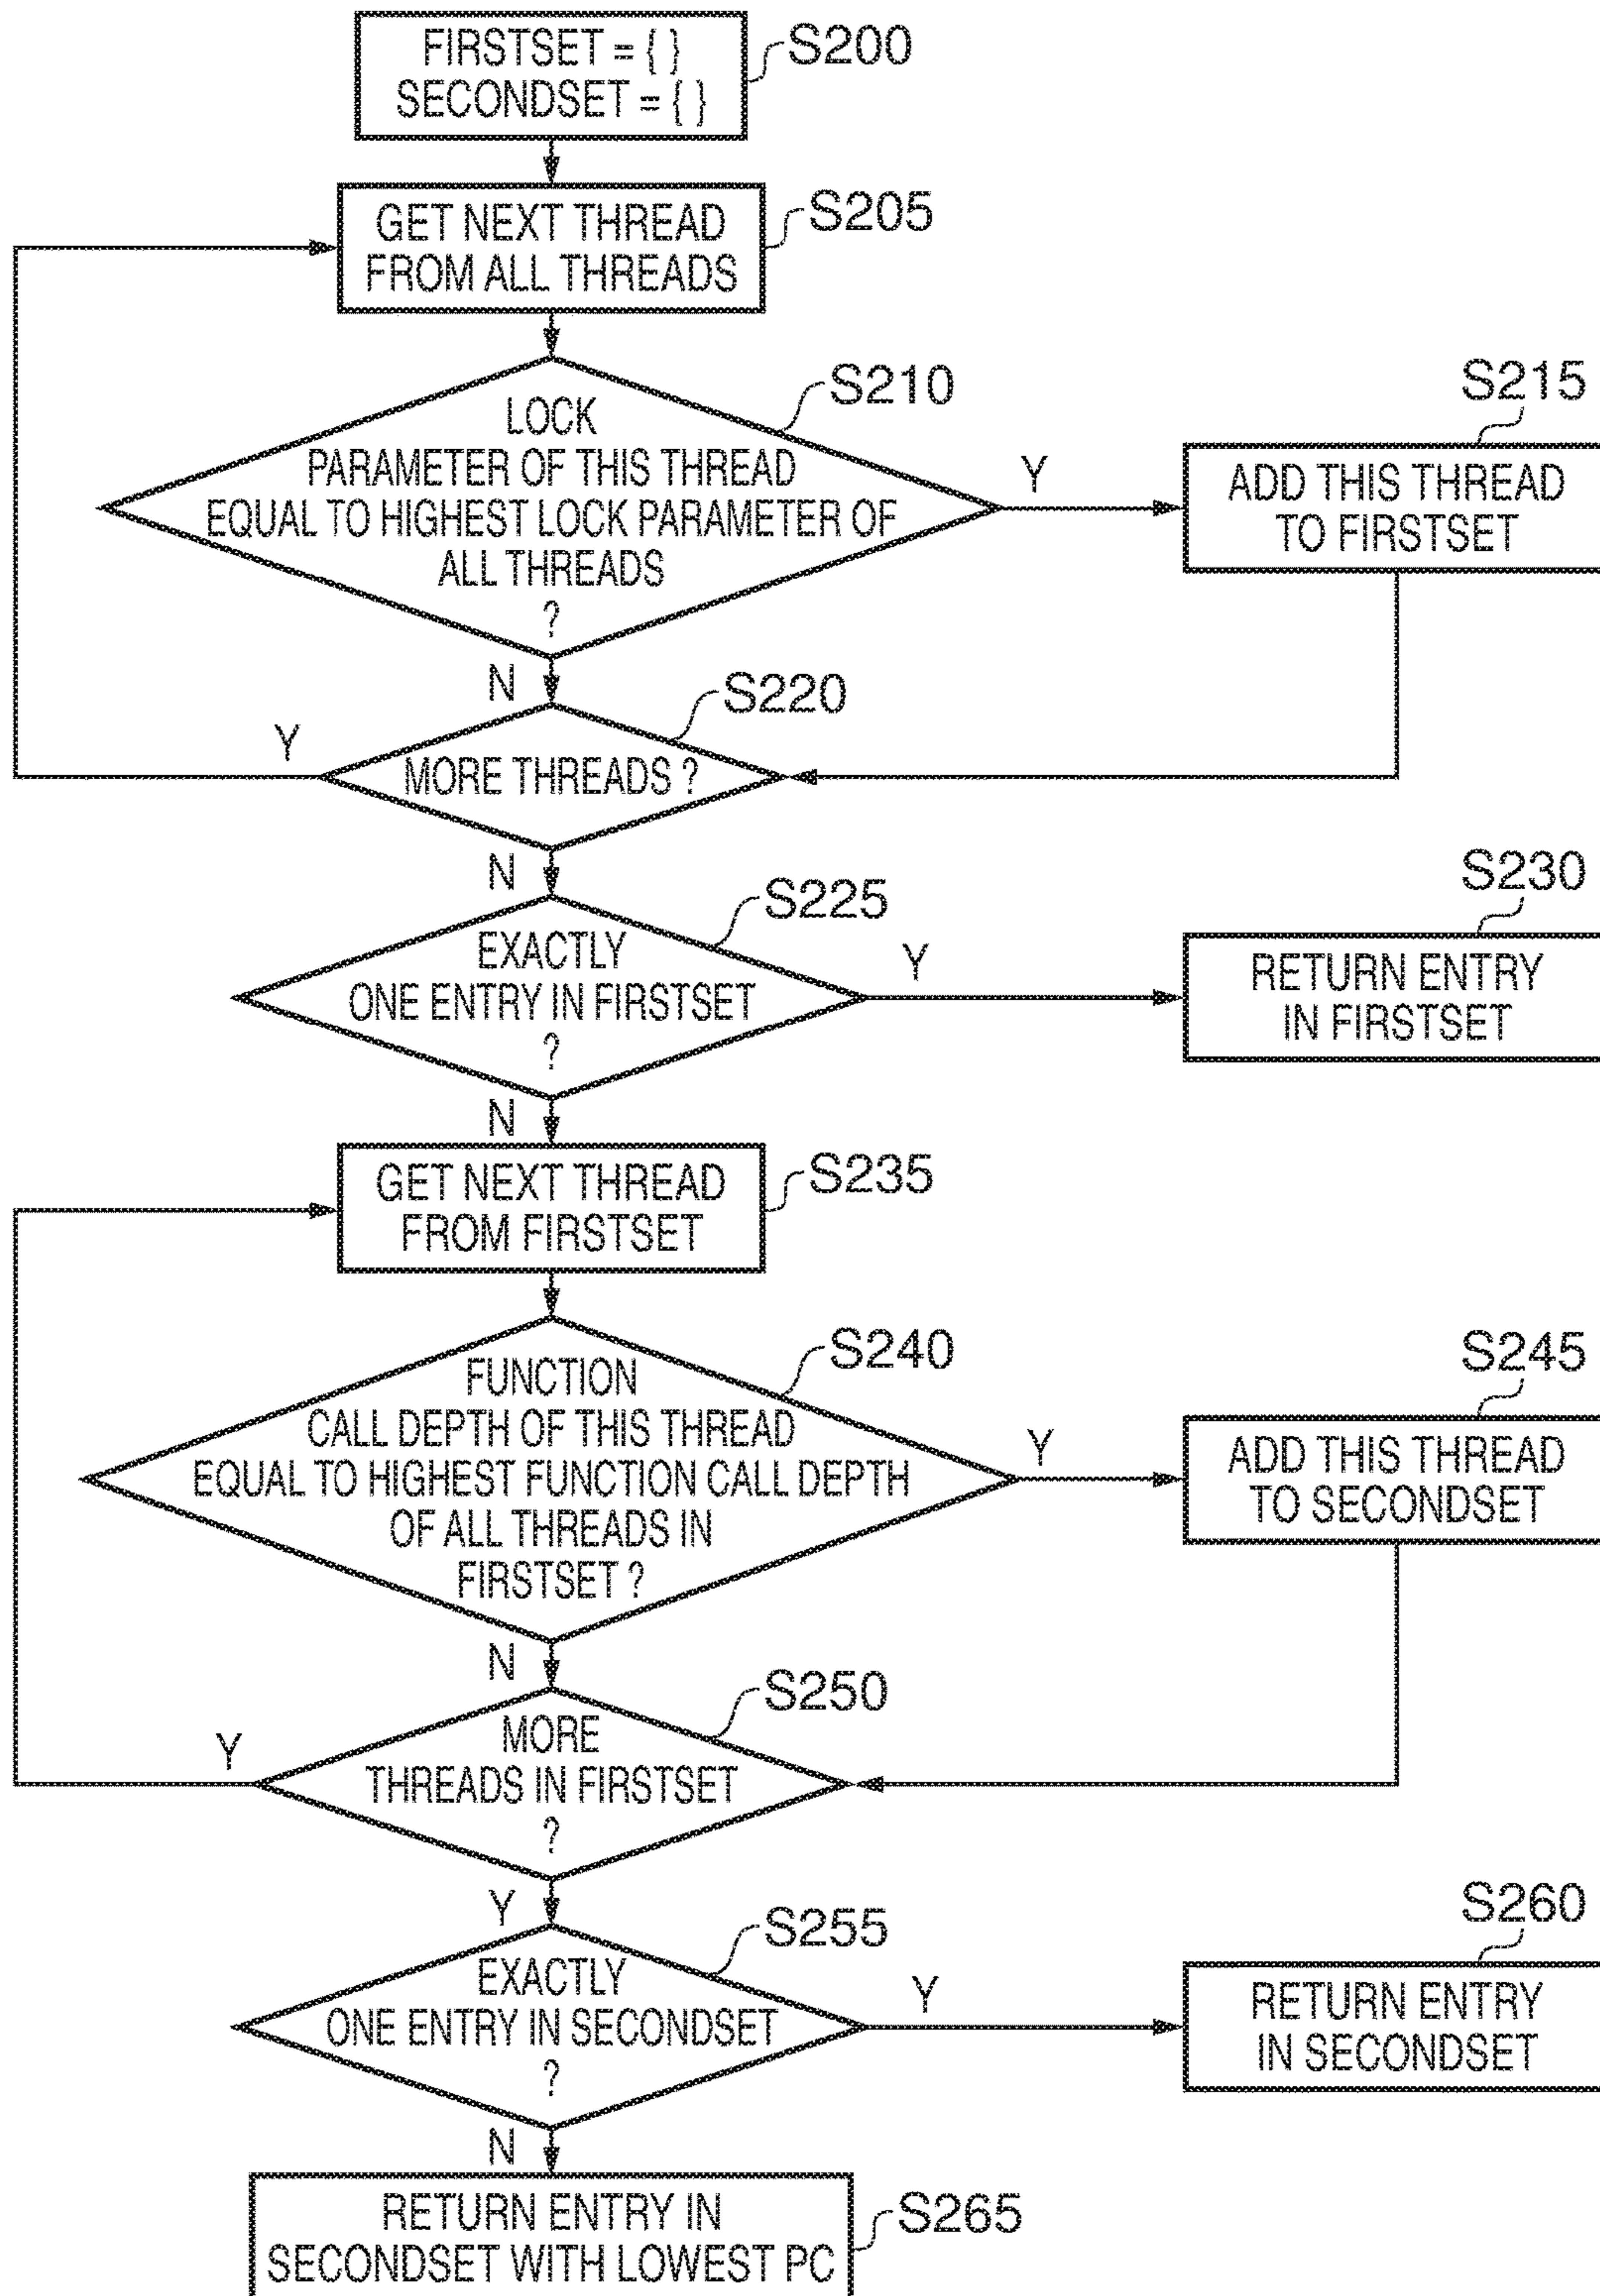 FIRSTSET = { }
SECONDSET = { }
S200
GET NEXT THREAD
FROM ALL THREADS
S205
LOCK
PARAMETER OF THIS THREAD
EQUAL TO HIGHEST LOCK PARAMETER OF
ALL THREADS
?
S210
Y
S215
ADD THIS THREAD
TO FIRSTSET
N
S220
Y
MORE THREADS ?
N
S225
EXACTLY
ONE ENTRY IN FIRSTSET
?
Y
S230
RETURN ENTRY
IN FIRSTSET
N
GET NEXT THREAD
FROM FIRSTSET
S235
FUNCTION
CALL DEPTH OF THIS THREAD
EQUAL TO HIGHEST FUNCTION CALL DEPTH
OF ALL THREADS IN
FIRSTSET ?
S240
Y
S245
ADD THIS THREAD
TO SECONDSET
N
S250
Y
MORE
THREADS IN FIRSTSET
?
Y
S255
EXACTLY
ONE ENTRY IN SECONDSET
?
Y
S260
RETURN ENTRY
IN SECONDSET
N
RETURN ENTRY IN
SECONDSET WITH LOWEST PC
S265